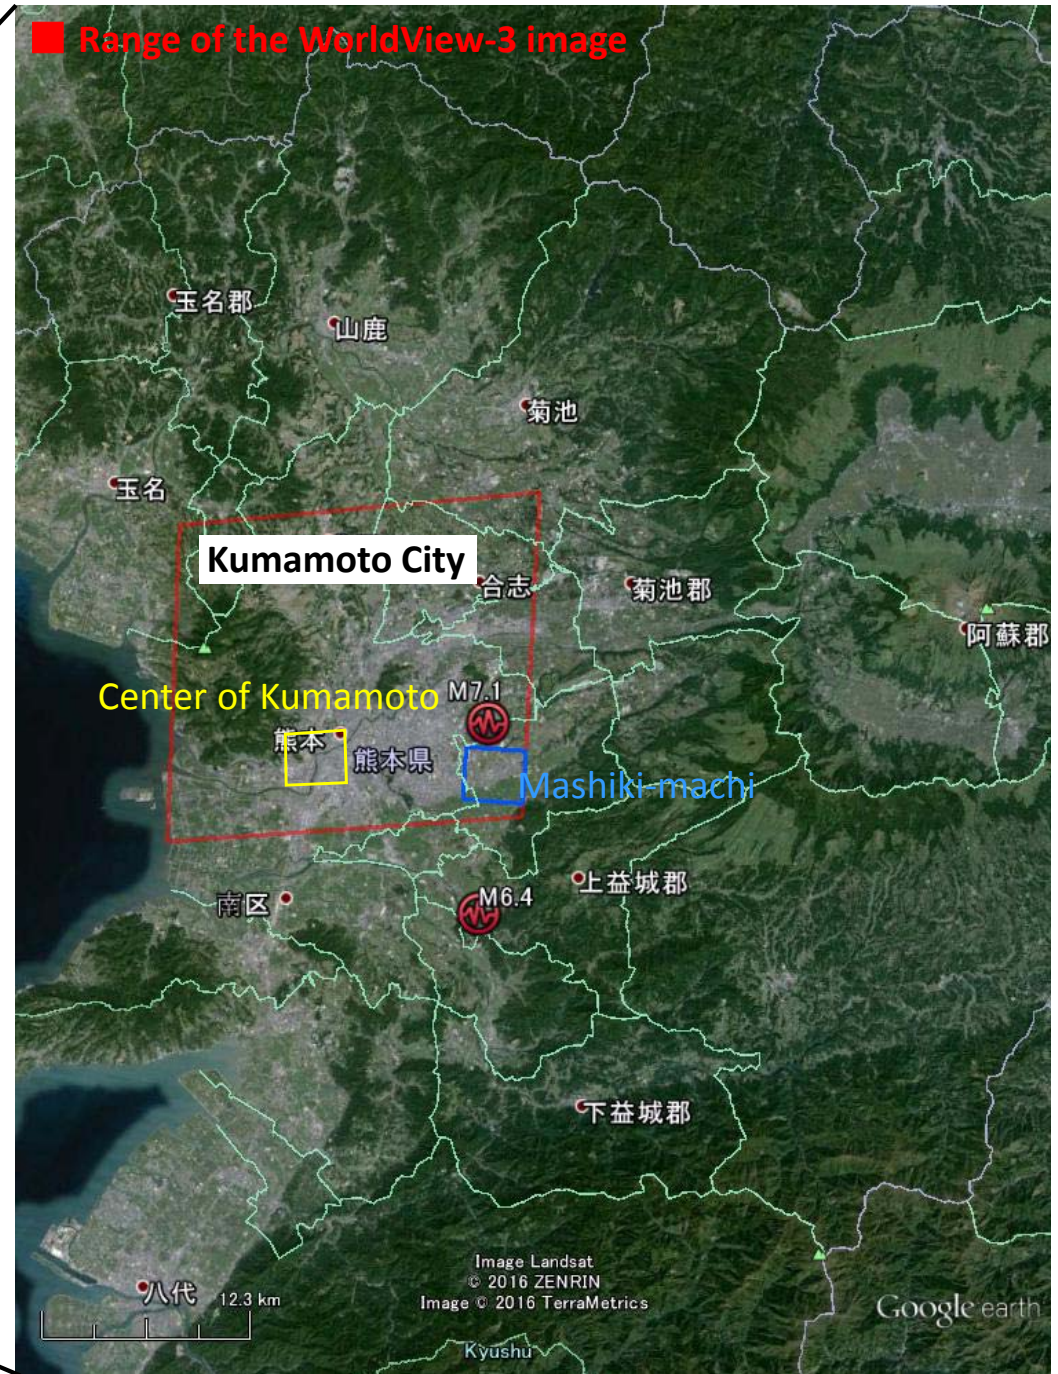 Range of the WorldView-3 image
玉名郡
山鹿
菊池
玉名
Kumamoto City
合志
菊池郡
阿蘇郡
Center of Kumamoto
M7.1
熊本
熊本県
Mashiki-machi
上益城郡
南区
M6.4
下益城郡
Image Landsat
© 2016 ZENRIN
Image © 2016 TerraMetrics
八代
12.3 km
Google earth
Kyushu